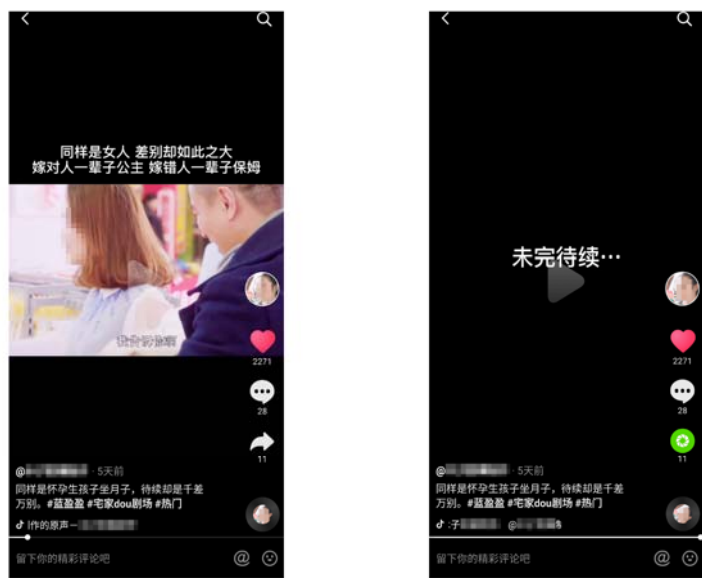 同样是女人 差别却如此之大
嫁对人一辈子公主 嫁错人一辈子保姆
我告诉你啊
2271
28
11
@
· 5天前
同样是怀孕生孩子坐月子，待续却是千差
万别。#蓝盈盈 #宅家dou剧场 #热门
作的原声 –
留下你的精彩评论吧
@
未完待续···
2271
28
11
@
· 5天前
同样是怀孕生孩子坐月子，待续却是千差
万别。#蓝盈盈 #宅家dou剧场 #热门
:子
@
留下你的精彩评论吧
@